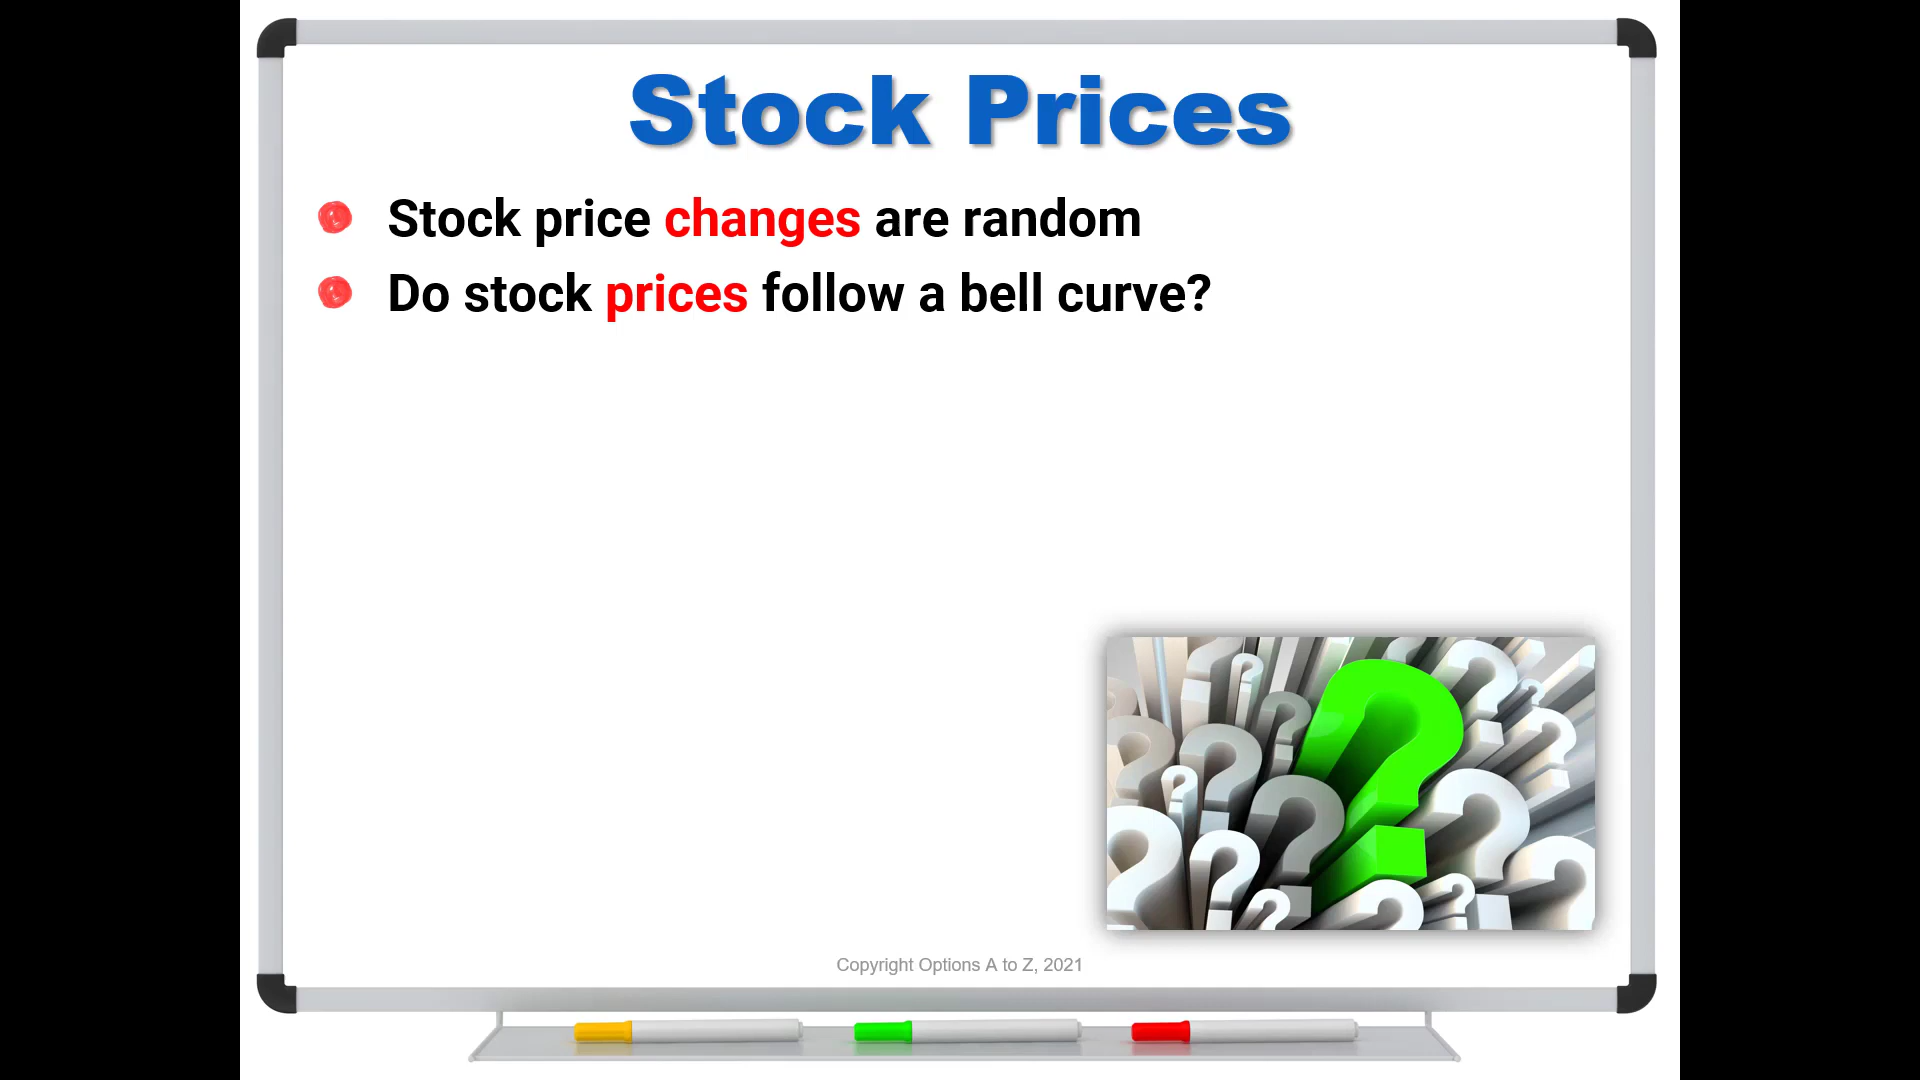 Stock Prices
Stock price changes are random
Do stock prices follow a bell curve?
Copyright Options A to Z, 2021